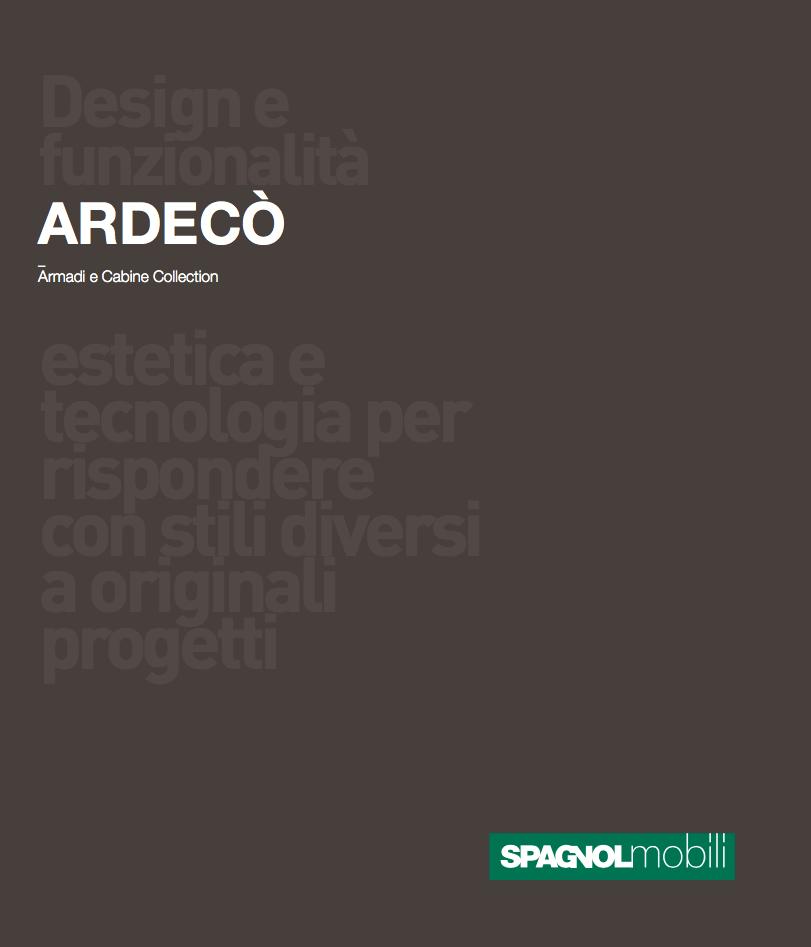 Design e
funzionalità
ARDECÒ
–
Armadi e Cabine Collection
estetica e
tecnologia per
rispondere
con stili diversi
a originali
progetti
SPAGNOLmobili